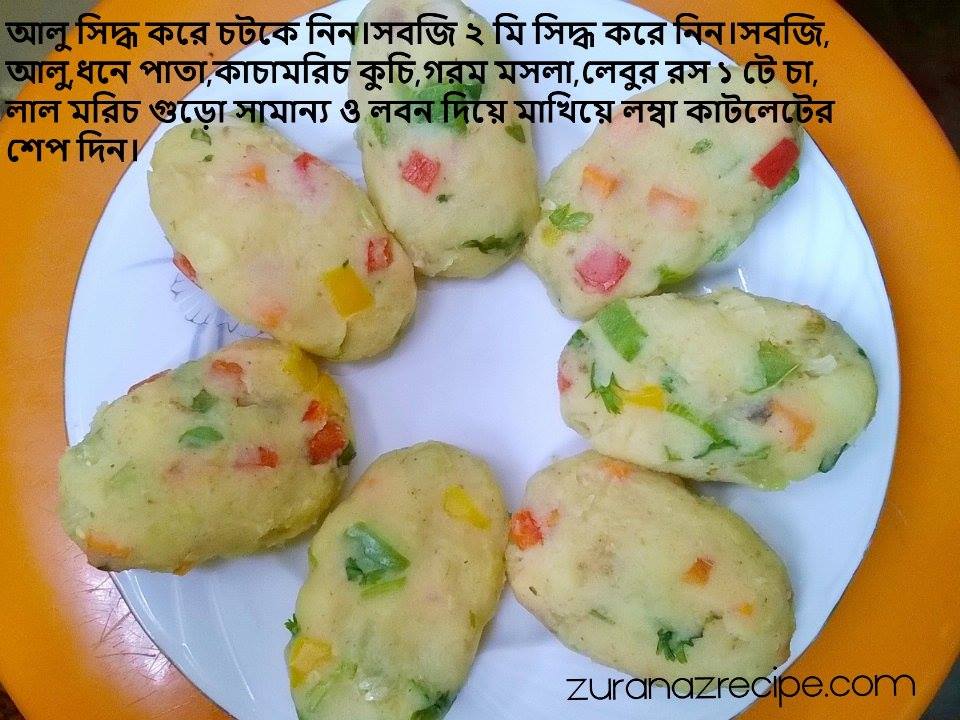 আলু সিদ্ধ করে চটকে নিন।সবজি ২ মি সিদ্ধ করে নিন।সবজি,
আলু,ধনে পাতা,কাচামরিচ কুচি,গরম মসলা,লেবুর রস ১ টে চা,
লাল মরিচ গুড়ো সামান্য ও লবন দিয়ে মাখিয়ে লম্বা কাটলেটের
শেপ দিন।
zuranazrecipe.com